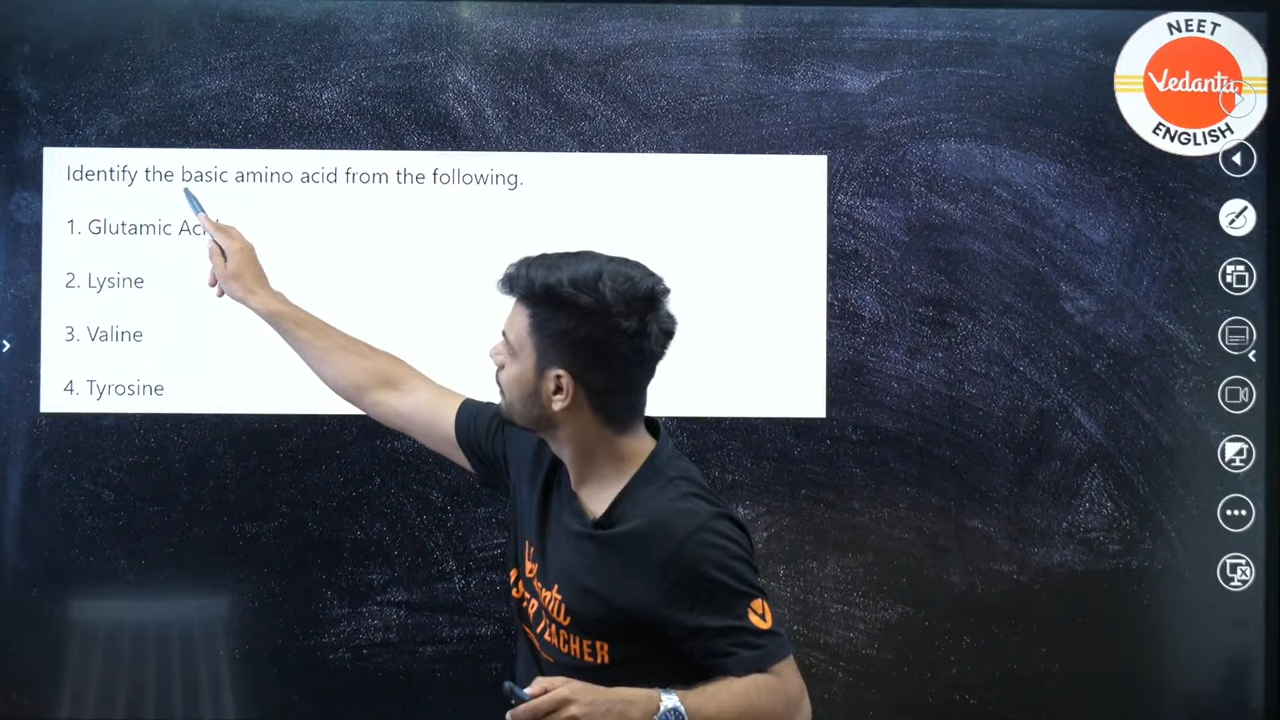 NEET
Vedantu
ENGLISH
Identify the basic amino acid from the following.
1. Glutamic
2. Lysine
3. Valine
4. Tyrosine
TEACHER